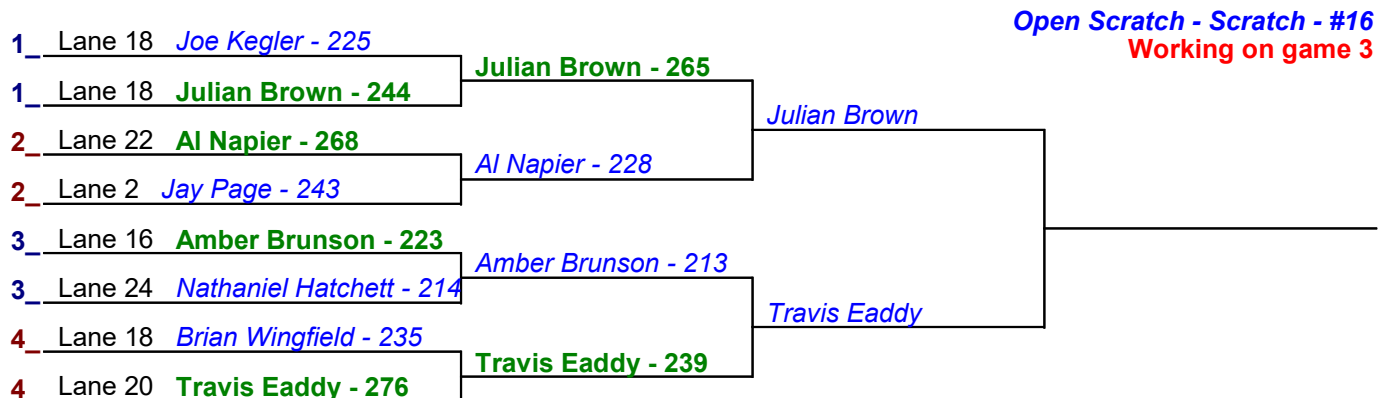 Open Scratch - Scratch - #16
Working on game 3
1_ Lane 18 Joe Kegler - 225
1_ Lane 18 Julian Brown - 244
2_ Lane 22 Al Napier - 268
2_ Lane 2 Jay Page - 243
3_ Lane 16 Amber Brunson - 223
3_ Lane 24 Nathaniel Hatchett - 214
4_ Lane 18 Brian Wingfield - 235
4 Lane 20 Travis Eaddy - 276
Julian Brown - 265
Al Napier - 228
Amber Brunson - 213
Travis Eaddy - 239
Julian Brown
Travis Eaddy